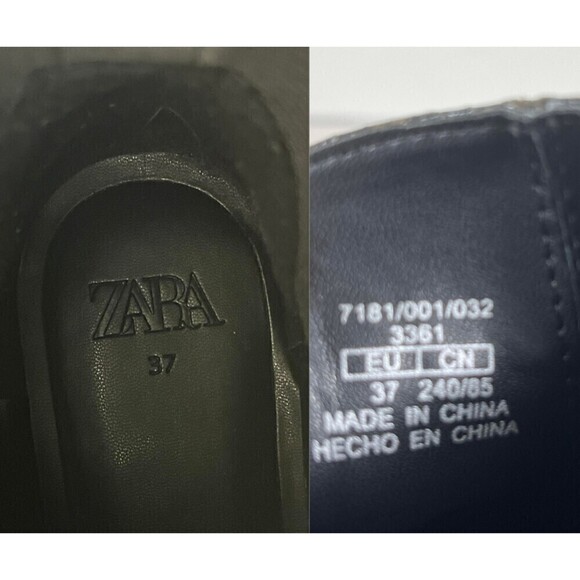 ZARA
37
7181/001/032
3361
EU CN
37 240/85
MADE IN CHINA
HECHO EN CHINA